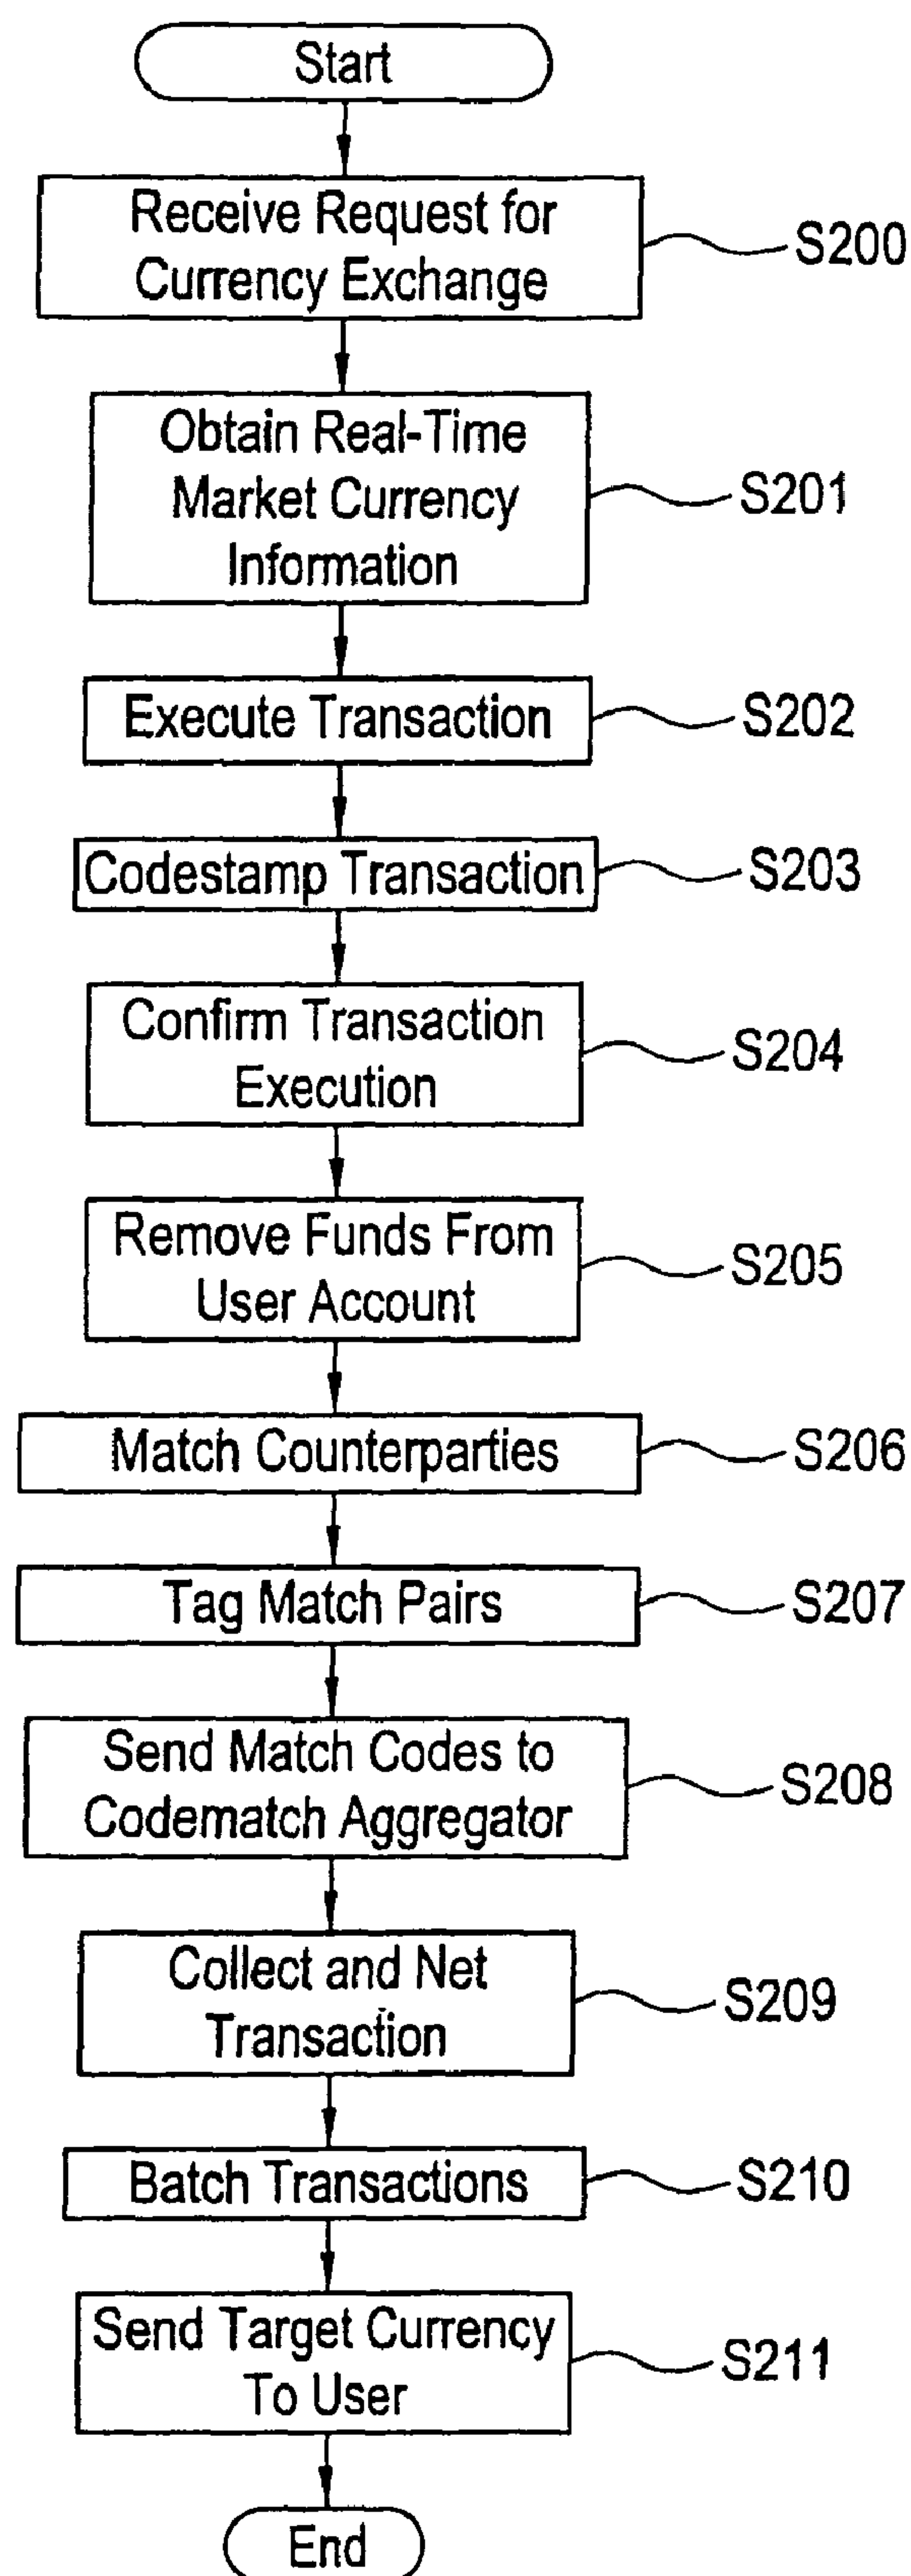 Start
Receive Request for
Currency Exchange
S200
Obtain Real-Time
Market Currency
Information
S201
Execute Transaction
S202
Codestamp Transaction
S203
Confirm Transaction
Execution
S204
Remove Funds From
User Account
S205
Match Counterparties
S206
Tag Match Pairs
S207
Send Match Codes to
Codematch Aggregator
S208
Collect and Net
Transaction
S209
Batch Transactions
S210
Send Target Currency
To User
S211
End